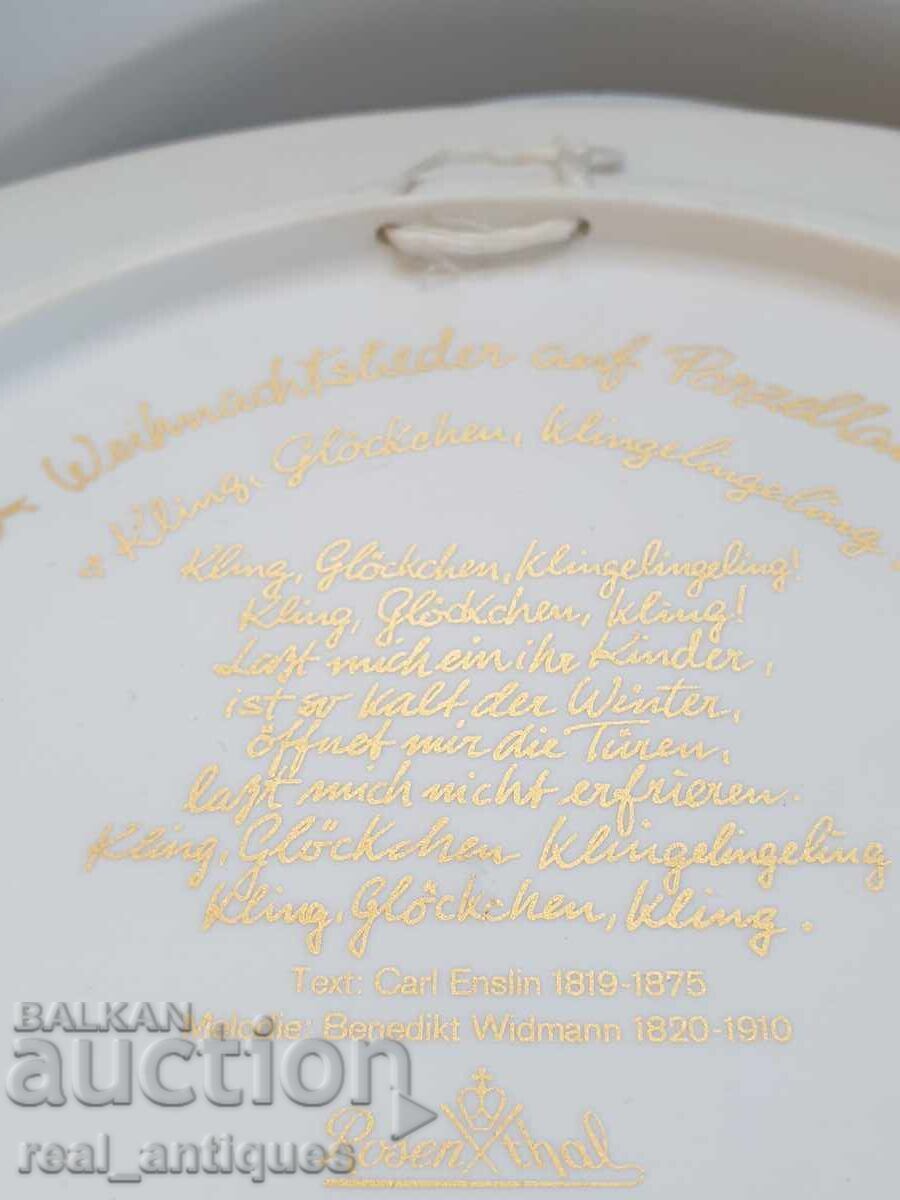 Weihnachtslieder auf
"Kling, Glöckchen, Klingelingeling
Kling, Glöckchen, Klingelingeling!
Kling, Glöckchen, kling!
Laßt mich ein ihr Kinder,
ist so kalt der Winter,
öffnet mir die Türen,
laßt mich nicht erfrieren.
Kling, Glöckchen Klingelingeling
Kling, Glöckchen, Kling.
Text: Carl Enslin 1819-1875
Melodie: Benedikt Widmann 1820-1910
Rosenthal
BALKAN
auction
real_antiques